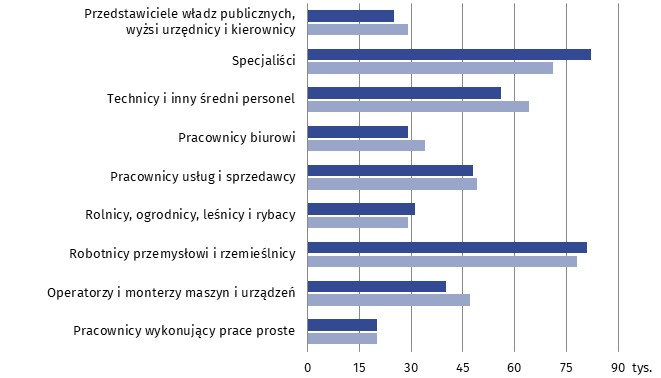 Przedstawiciele władz publicznych,
wyżsi urzędnicy i kierownicy
Specjaliści
Technicy i inny średni personel
Pracownicy biurowi
Pracownicy usług i sprzedawcy
Rolnicy, ogrodnicy, leśnicy i rybacy
Robotnicy przemysłowi i rzemieślnicy
Operatorzy i monterzy maszyn i urządzeń
Pracownicy wykonujący prace proste
0 15 30 45 60 75 90 tys.